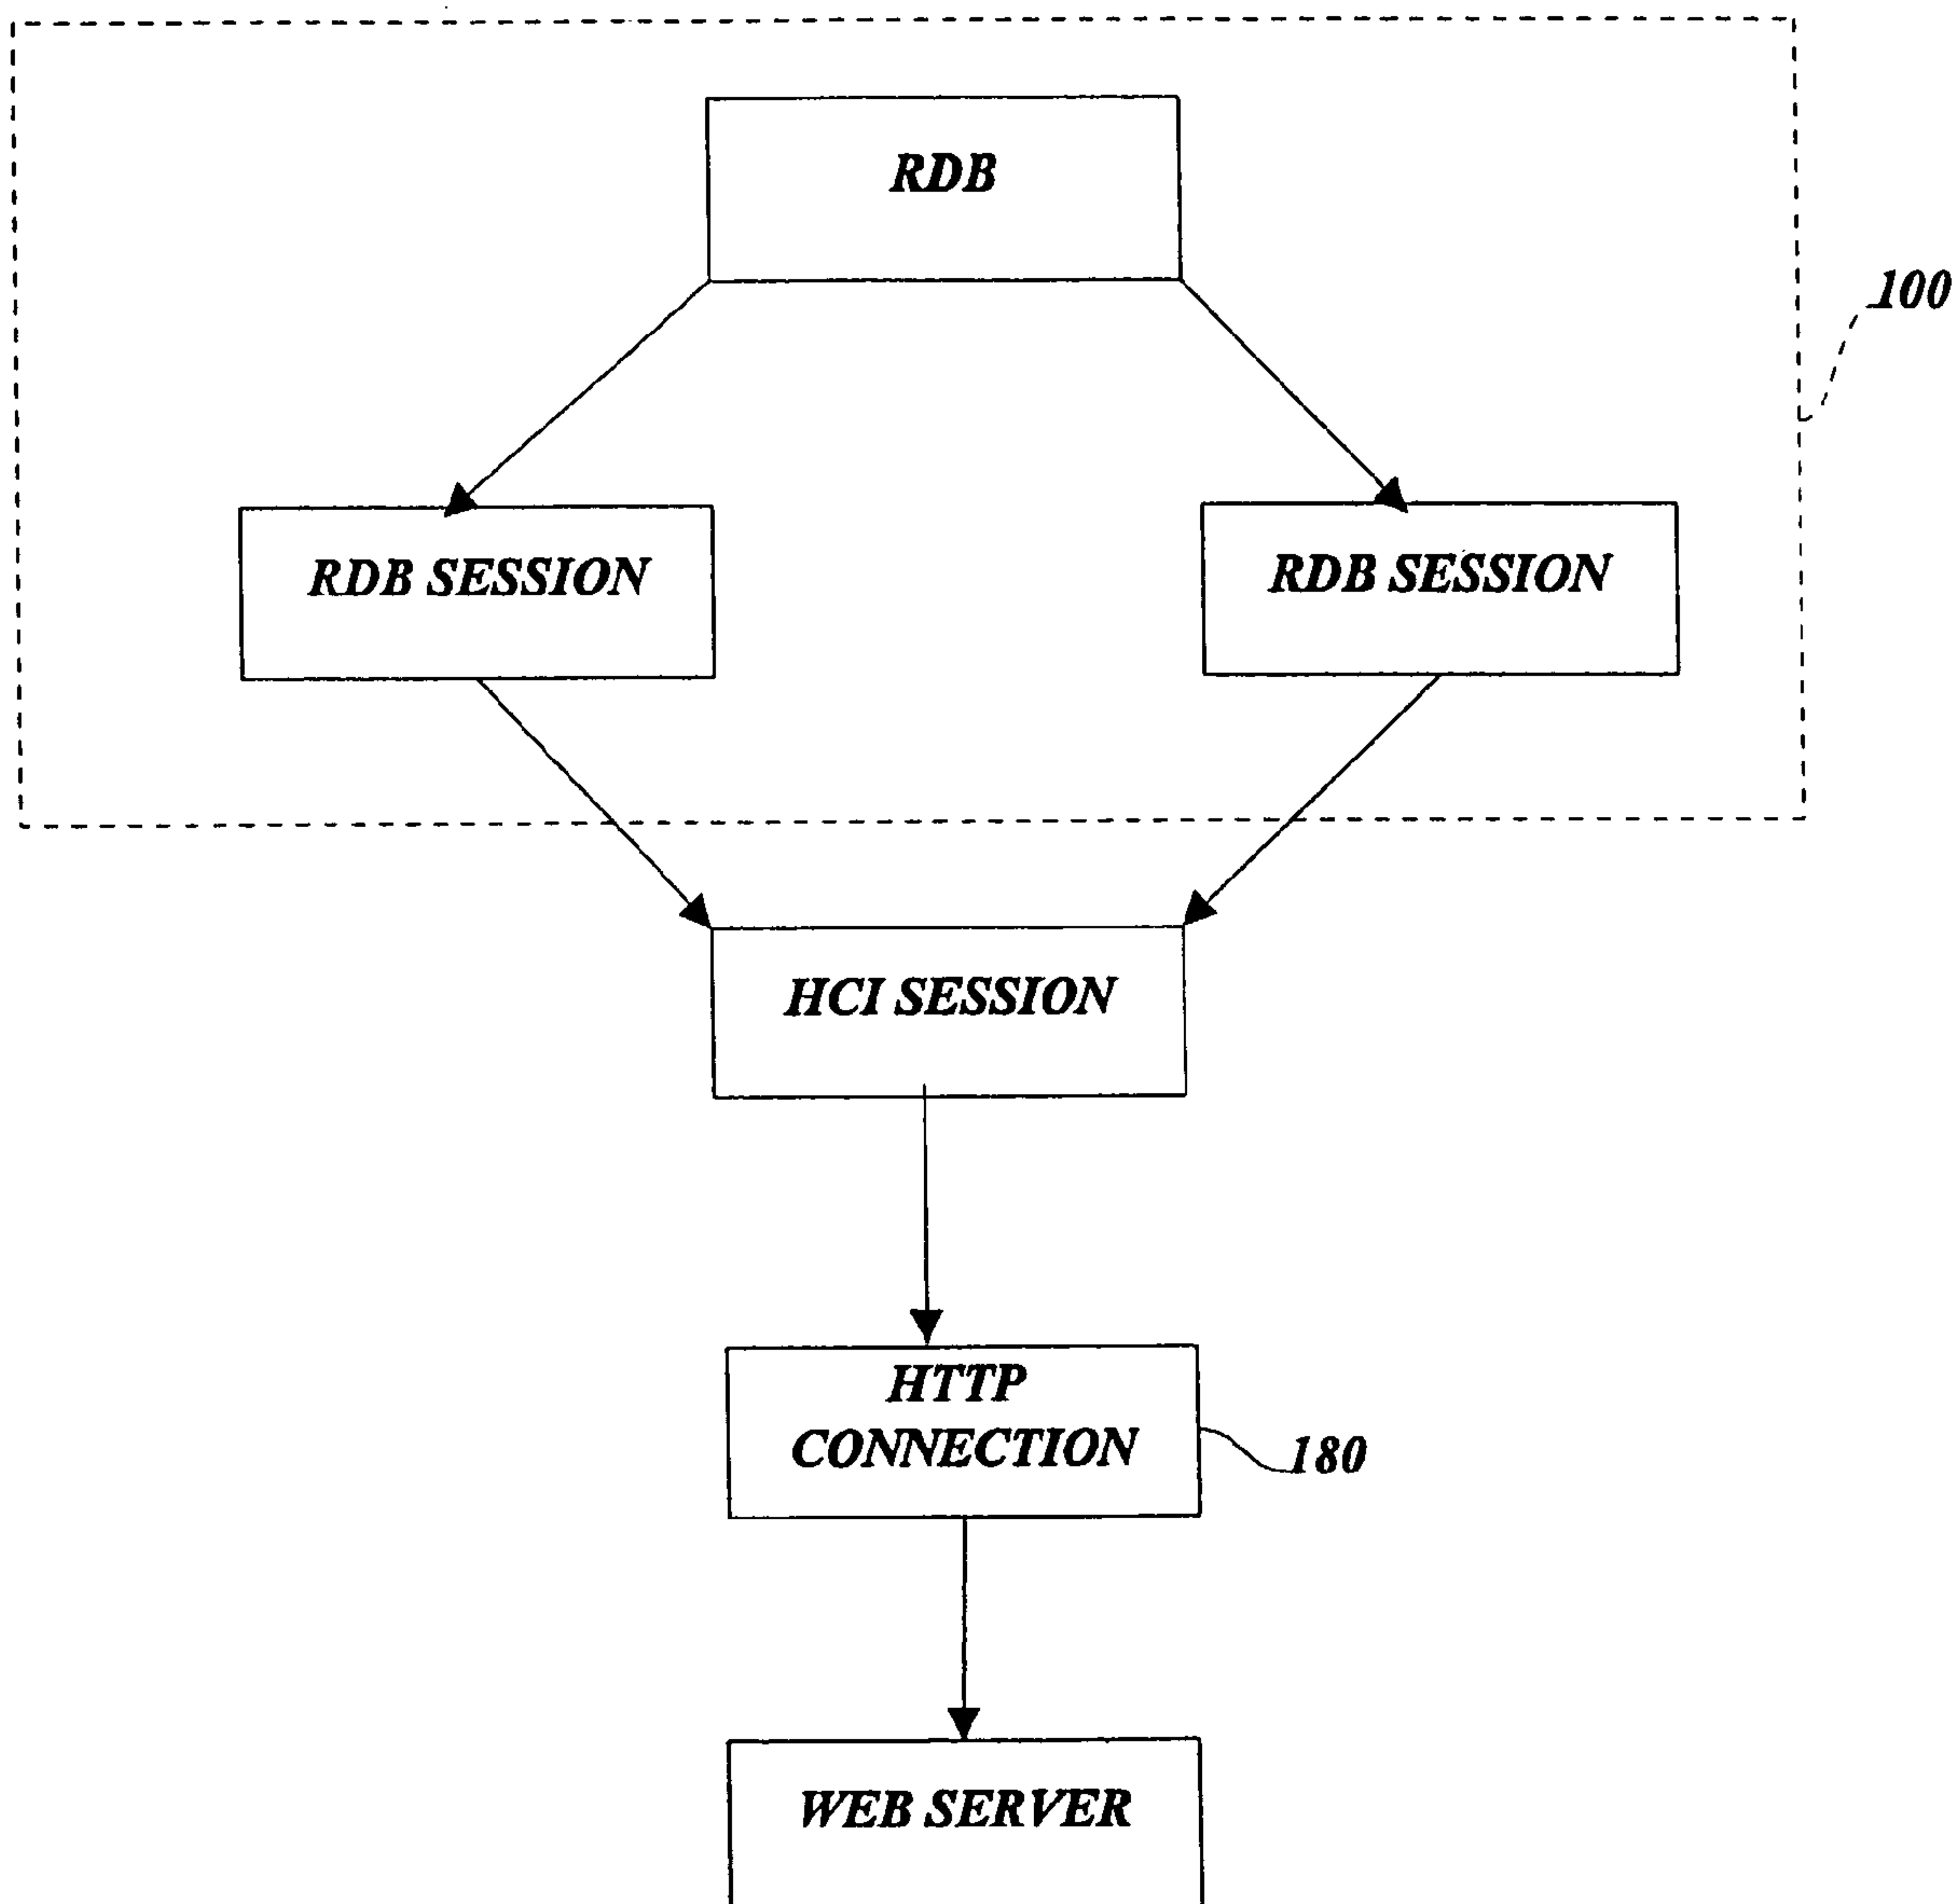 RDB
100
RDB SESSION
RDB SESSION
HCI SESSION
HTTP
CONNECTION
180
WEB SERVER